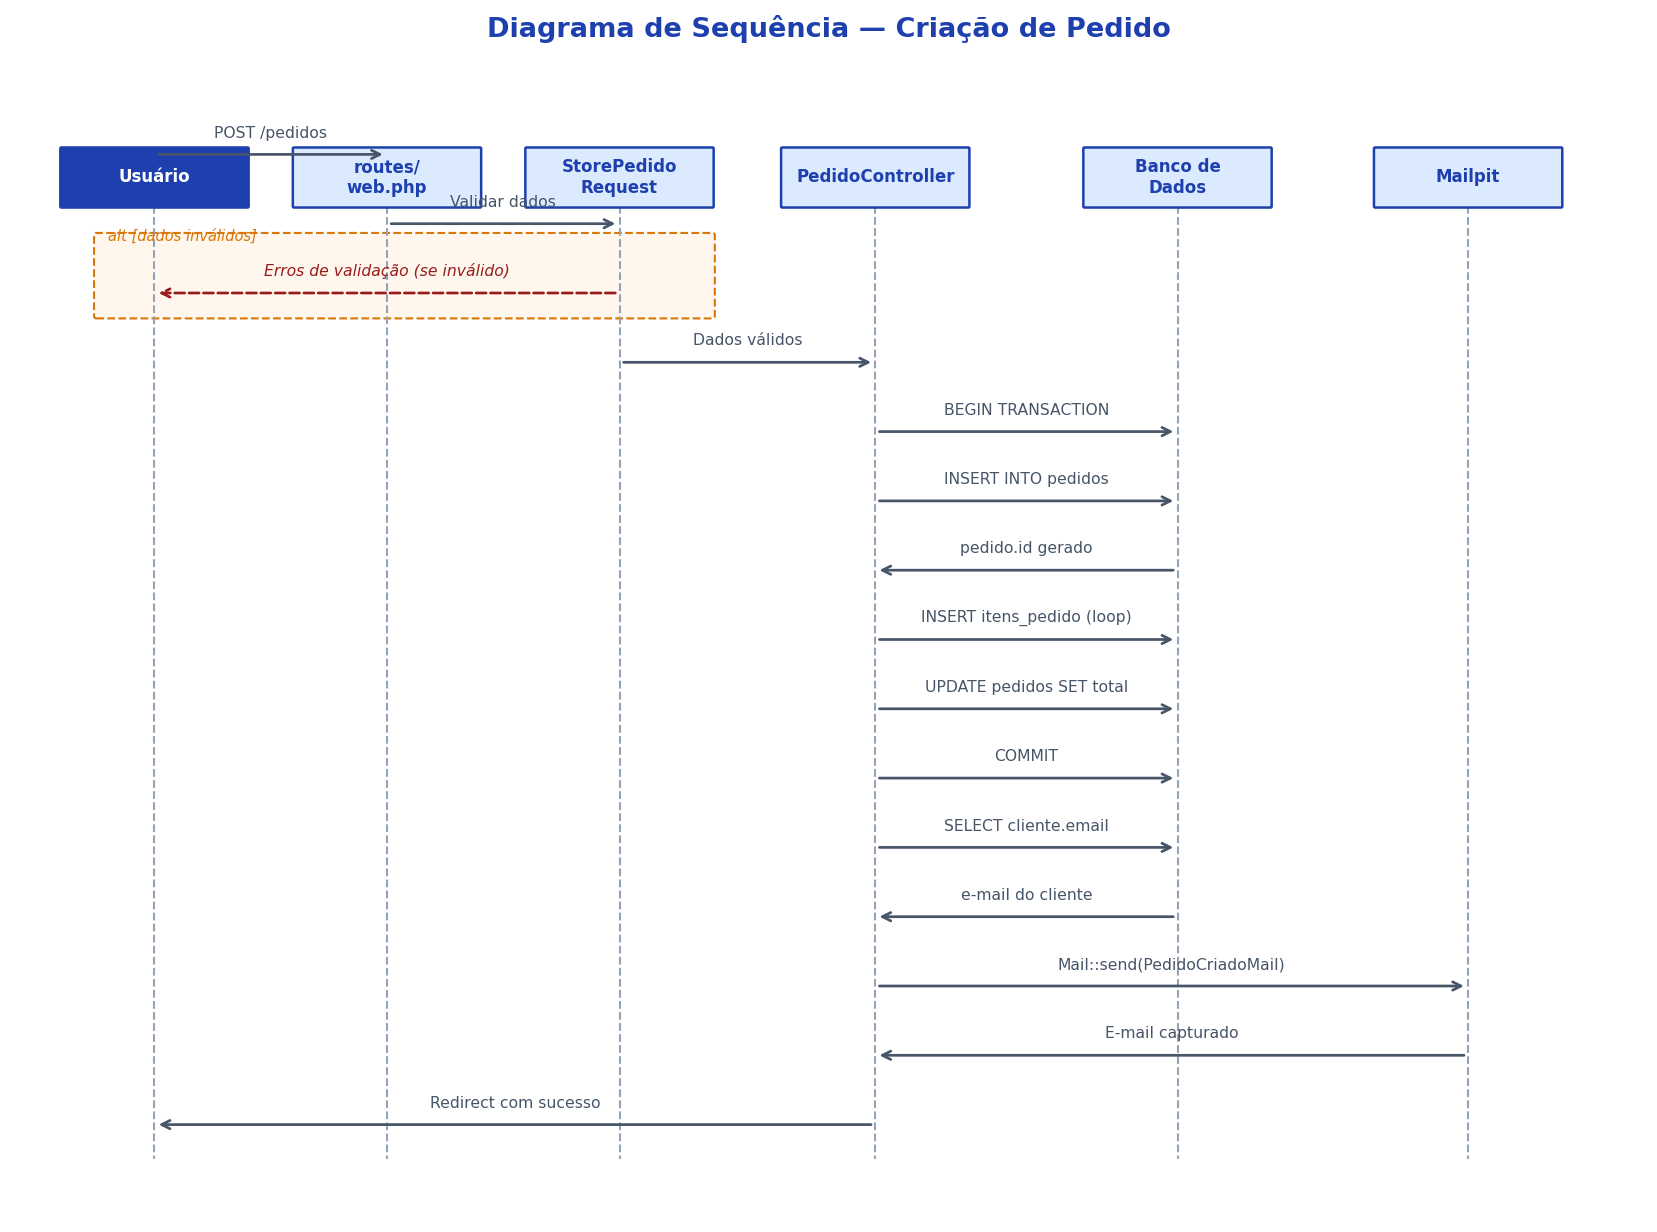 Diagrama de Sequência — Criação de Pedido
POST /pedidos
Usuário
routes/
web.php
StorePedido
Request
PedidoController
Banco de
Dados
Mailpit
Validar dados
alt [dados inválidos]
Erros de validação (se inválido)
Dados válidos
BEGIN TRANSACTION
INSERT INTO pedidos
pedido.id gerado
INSERT itens_pedido (loop)
UPDATE pedidos SET total
COMMIT
SELECT cliente.email
e-mail do cliente
Mail::send(PedidoCriadoMail)
E-mail capturado
Redirect com sucesso